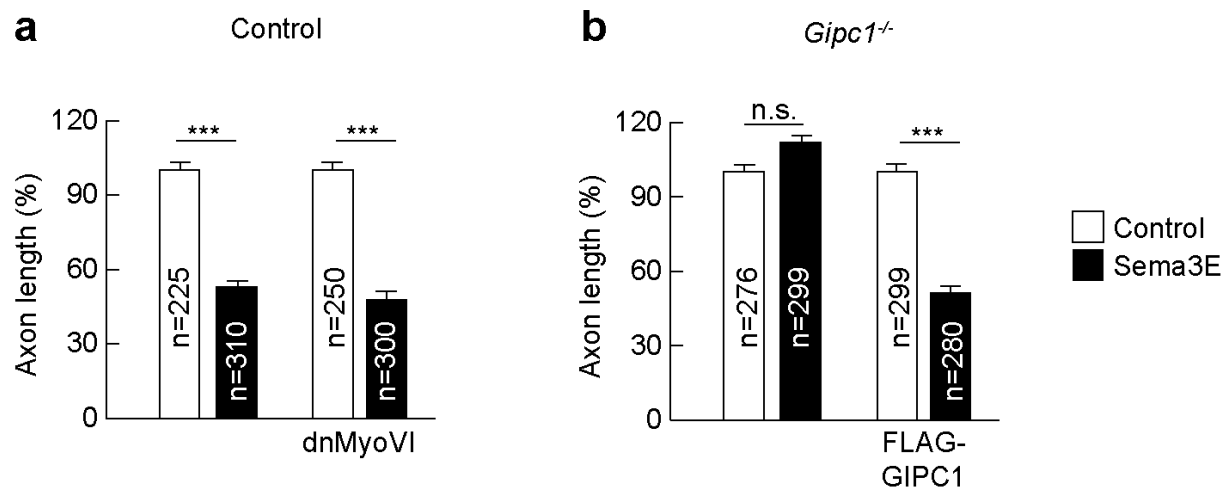 a
Control
Axon length (%)
120
90
60
30
0
***
***
n=225
n=310
n=250
n=300
dnMyoVI
b
Gipc1-/-
Axon length (%)
120
90
60
30
0
n.s.
***
n=276
n=299
n=299
n=280
FLAG-
GIPC1
Control
Sema3E